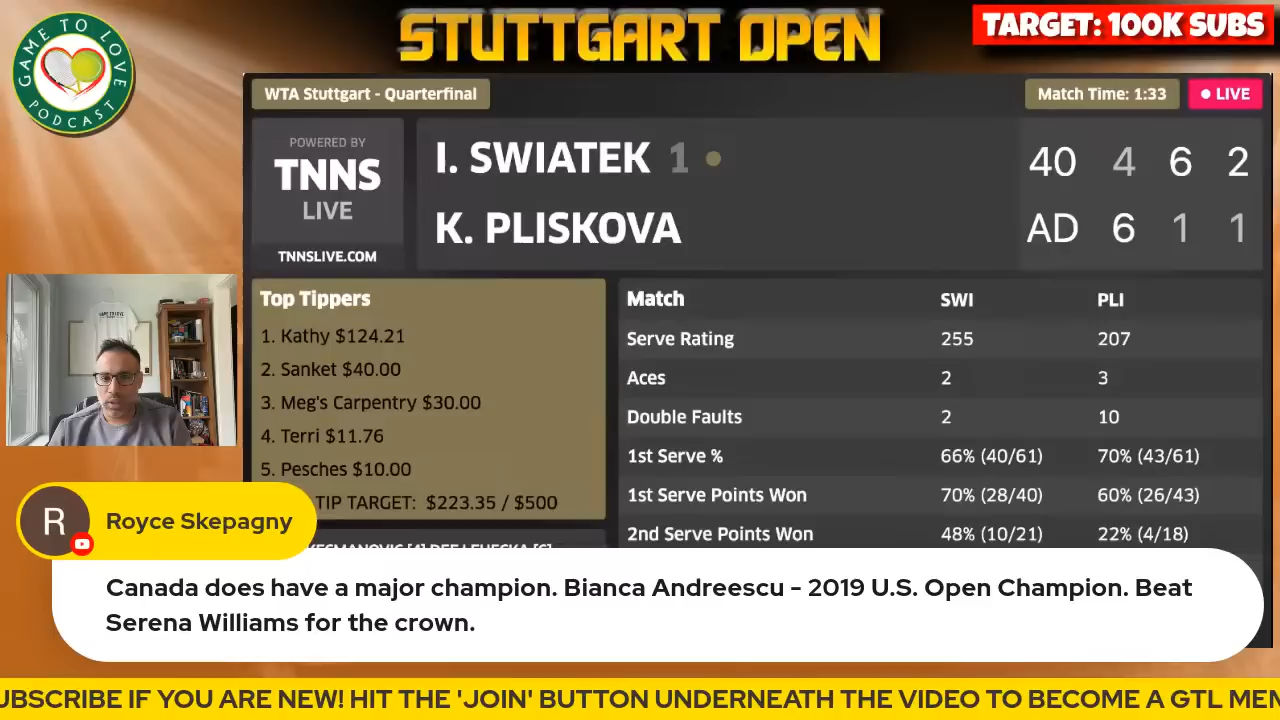 GAME TO LOVE
PODCAST
STUTTGART OPEN
TARGET: 100K SUBS
WTA Stuttgart - Quarterfinal
Match Time: 1:33
LIVE
POWERED BY
TNNS
LIVE
TNNSLIVE.COM
I. SWIATEK 1 40 4 6 2
K. PLISKOVA AD 6 1 1
Top Tippers
1. Kathy $124.21
2. Sanket $40.00
3. Meg's Carpentry $30.00
4. Terri $11.76
5. Pesches $10.00
TIP TARGET: $223.35 / $500
Match SWI PLI
Serve Rating 255 207
Aces 2 3
Double Faults 2 10
1st Serve % 66% (40/61) 70% (43/61)
1st Serve Points Won 70% (28/40) 60% (26/43)
2nd Serve Points Won 48% (10/21) 22% (4/18)
R
Royce Skepagny
Canada does have a major champion. Bianca Andreescu - 2019 U.S. Open Champion. Beat
Serena Williams for the crown.
UBSCRIBE IF YOU ARE NEW! HIT THE 'JOIN' BUTTON UNDERNEATH THE VIDEO TO BECOME A GTL MEM